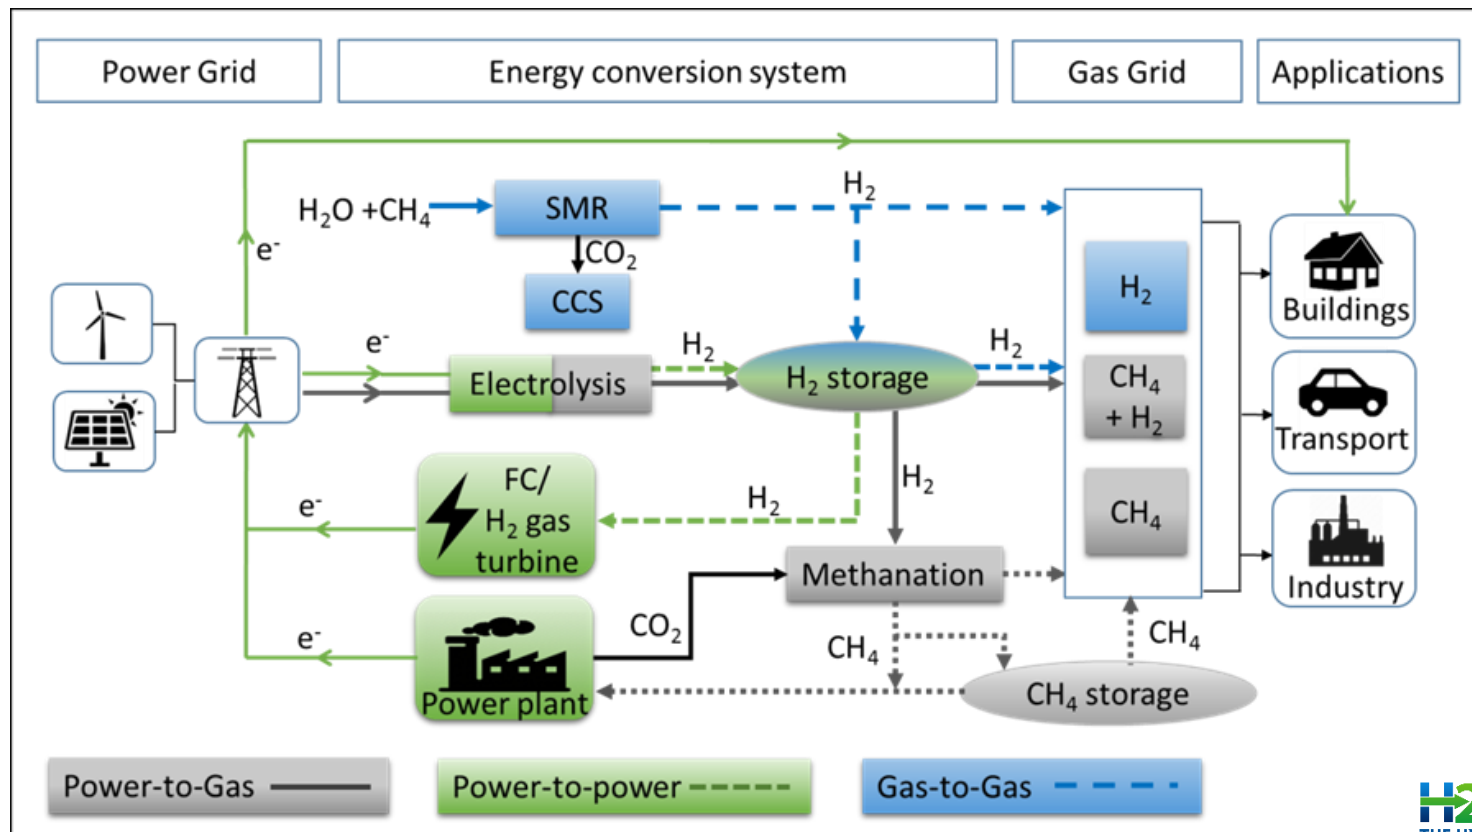 Power Grid
Energy conversion system
Gas Grid
Applications
H₂O +CH₄
SMR
H₂
e⁻
CO₂
CCS
H₂
Buildings
e⁻
Electrolysis
H₂
H₂ storage
H₂
CH₄
+ H₂
Transport
FC/
H₂ gas
turbine
e⁻
H₂
H₂
CH₄
Methanation
Industry
e⁻
CO₂
Power plant
CH₄
CH₄
CH₄ storage
Power-to-Gas
Power-to-power
Gas-to-Gas
H2